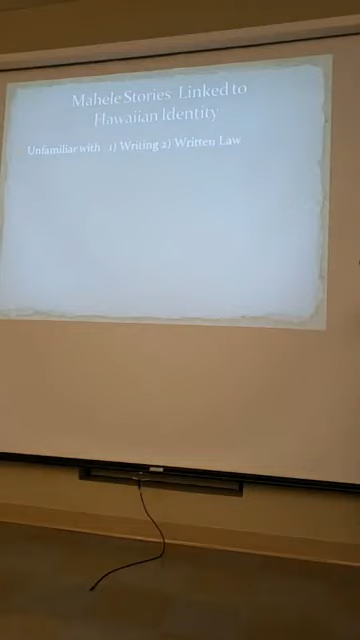 Mahele Stories Linked to
Hawaiian Identity
Unfamiliar with 1) Writing 2) Written Law